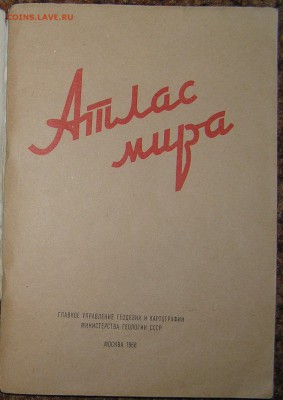 COINS.LAVE.RU
Атлас
мира
ГЛАВНОЕ УПРАВЛЕНИЕ ГЕОДЕЗИИ И КАРТОГРАФИИ
МИНИСТЕРСТВА ГЕОЛОГИИ СССР
МОСКВА